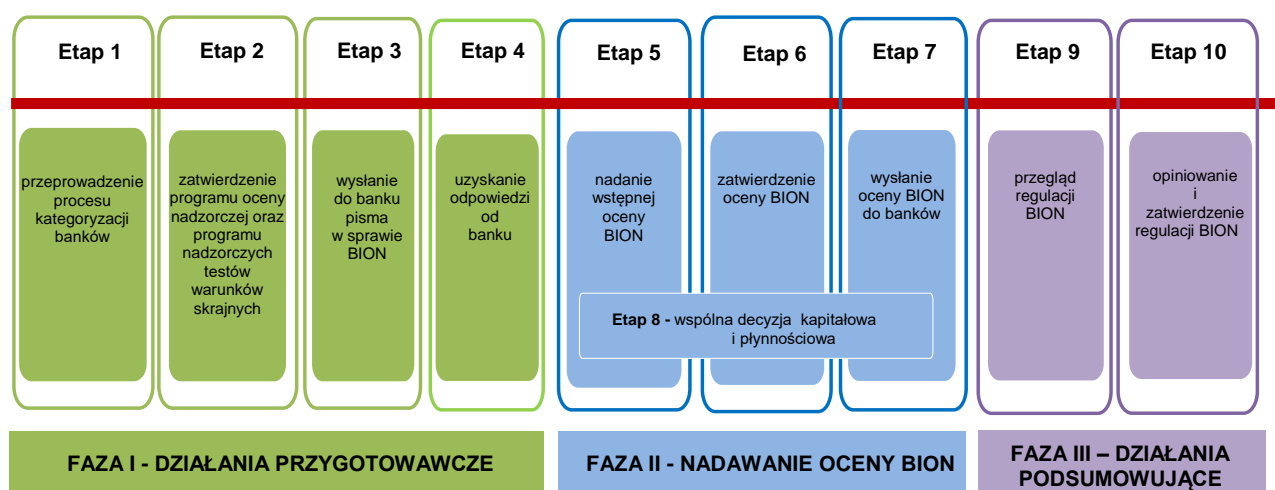 Etap 1
przeprowadzenie
procesu
kategoryzacji
banków
Etap 2
zatwierdzenie
programu oceny
nadzorczej oraz
programu
nadzorczych
testów
warunków
skrajnych
Etap 3
wysłanie
do banku
pisma
w sprawie
BION
Etap 4
uzyskanie
odpowiedzi
od
banku
FAZA I - DZIAŁANIA PRZYGOTOWAWCZE
Etap 5
nadanie
wstępnej
oceny
BION
Etap 6
zatwierdzenie
oceny BION
Etap 7
wysłanie
oceny BION
do banków
Etap 8 - wspólna decyzja kapitałowa
i płynnościowa
FAZA II - NADAWANIE OCENY BION
Etap 9
przegląd
regulacji
BION
Etap 10
opiniowanie
i
zatwierdzenie
regulacji BION
FAZA III – DZIAŁANIA
PODSUMOWUJĄCE